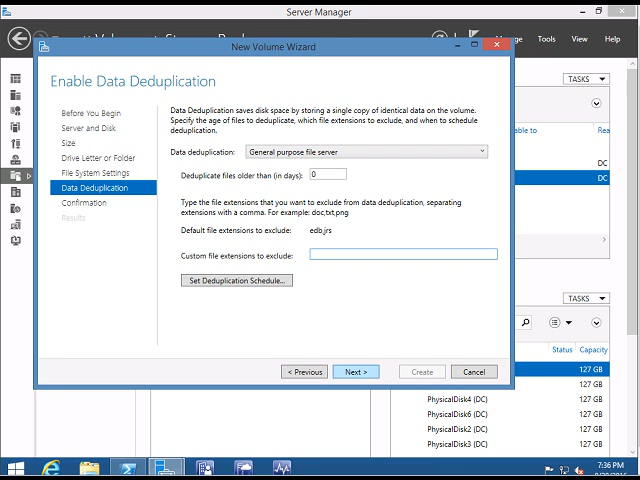 Server Manager
Manage
Tools
View
Help
New Volume Wizard
Enable Data Deduplication
Before You Begin
Server and Disk
Size
Drive Letter or Folder
File System Settings
Data Deduplication
Confirmation
Results
Data Deduplication saves disk space by storing a single copy of identical data on the volume.
Specify the age of files to deduplicate, which file extensions to exclude, and when to schedule
deduplication.
Data deduplication: General purpose file server
Deduplicate files older than (in days): 0
Type the file extensions that you want to exclude from data deduplication, separating
extensions with a comma. For example: doc,txt,png
Default file extensions to exclude: edb,jrs
Custom file extensions to exclude:
Set Deduplication Schedule...
< Previous
Next >
Create
Cancel
TASKS
able to
Rea
DC
DC
TASKS
Status Capacity
127 GB
127 GB
PhysicalDisk4 (DC) 127 GB
PhysicalDisk6 (DC) 127 GB
PhysicalDisk2 (DC) 127 GB
PhysicalDisk3 (DC) 127 GB
7:36 PM